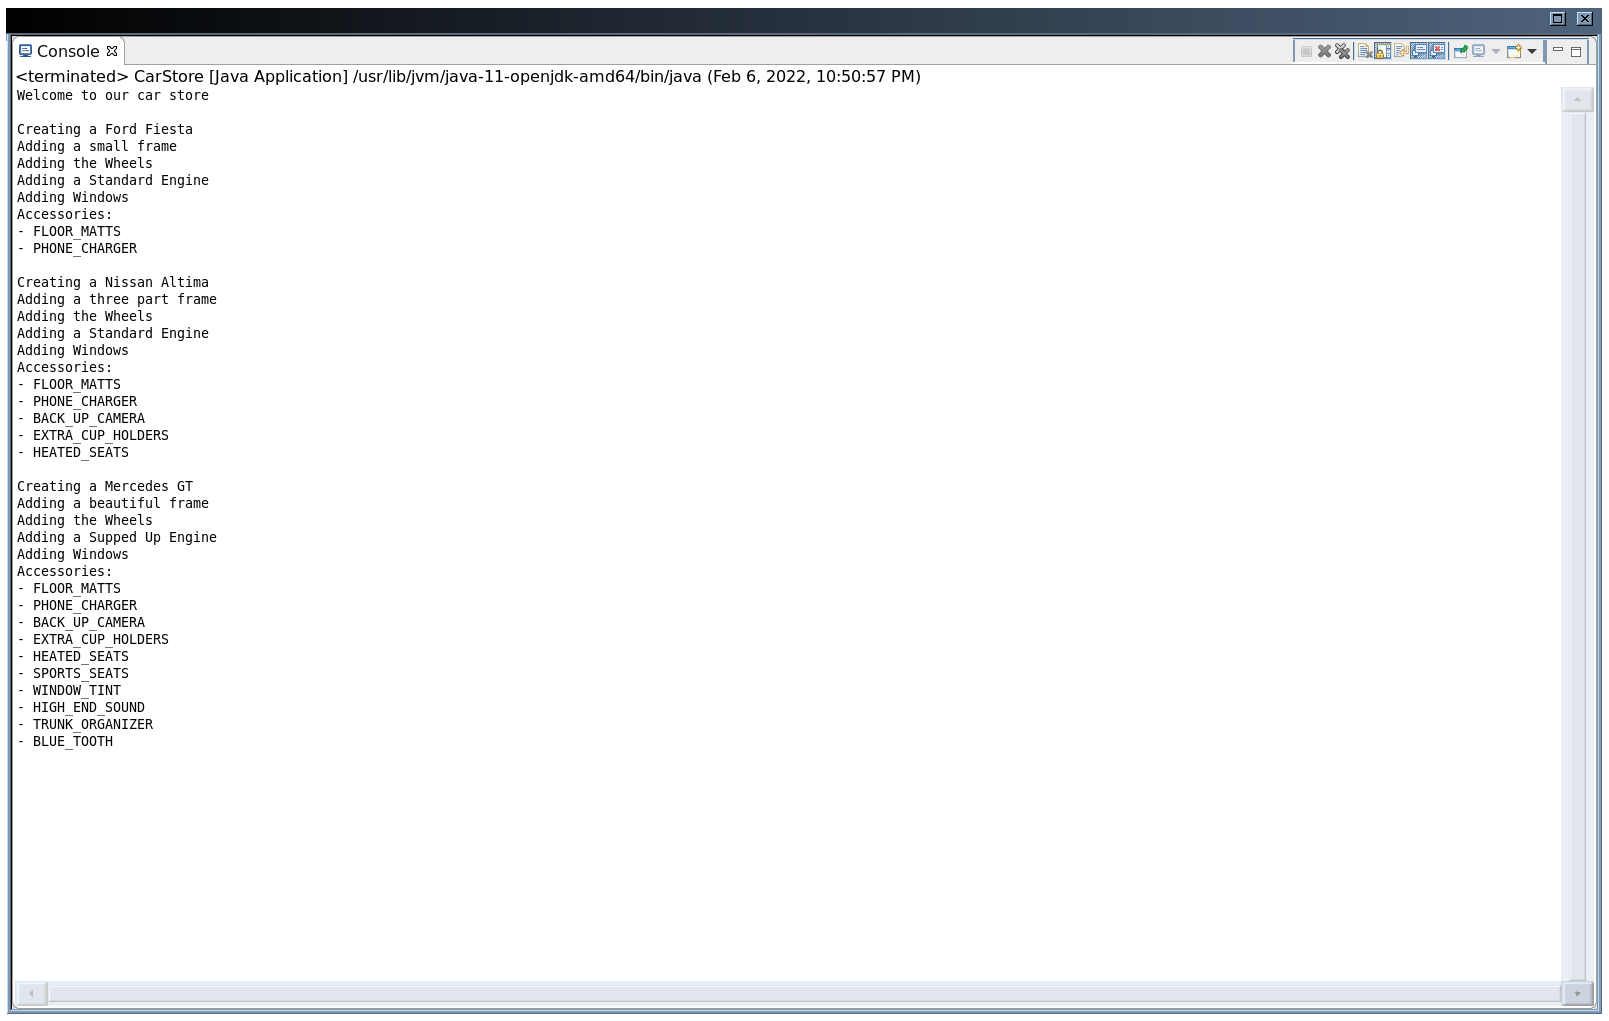 Console
<terminated> CarStore [Java Application] /usr/lib/jvm/java-11-openjdk-amd64/bin/java (Feb 6, 2022, 10:50:57 PM)
Welcome to our car store
Creating a Ford Fiesta
Adding a small frame
Adding the Wheels
Adding a Standard Engine
Adding Windows
Accessories:
- FLOOR_MATTS
- PHONE_CHARGER
Creating a Nissan Altima
Adding a three part frame
Adding the Wheels
Adding a Standard Engine
Adding Windows
Accessories:
- FLOOR_MATTS
- PHONE_CHARGER
- BACK_UP_CAMERA
- EXTRA_CUP_HOLDERS
- HEATED_SEATS
Creating a Mercedes GT
Adding a beautiful frame
Adding the Wheels
Adding a Supped Up Engine
Adding Windows
Accessories:
- FLOOR_MATTS
- PHONE_CHARGER
- BACK_UP_CAMERA
- EXTRA_CUP_HOLDERS
- HEATED_SEATS
- SPORTS_SEATS
- WINDOW_TINT
- HIGH_END_SOUND
- TRUNK_ORGANIZER
- BLUE_TOOTH